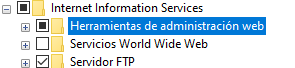 Internet Information Services
Herramientas de administración web
Servicios World Wide Web
Servidor FTP